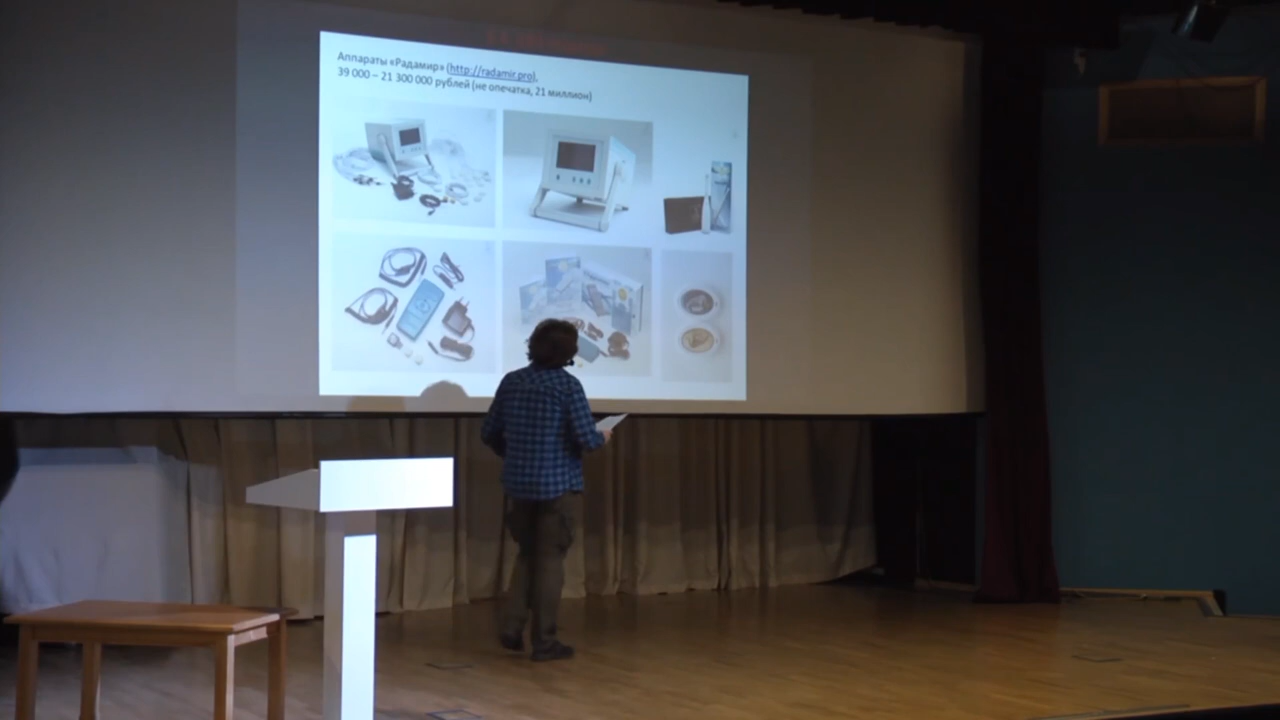 Аппараты «Радамир» (http://radamir.pro),
39 000 – 21 300 000 рублей (не опечатка, 21 миллион)